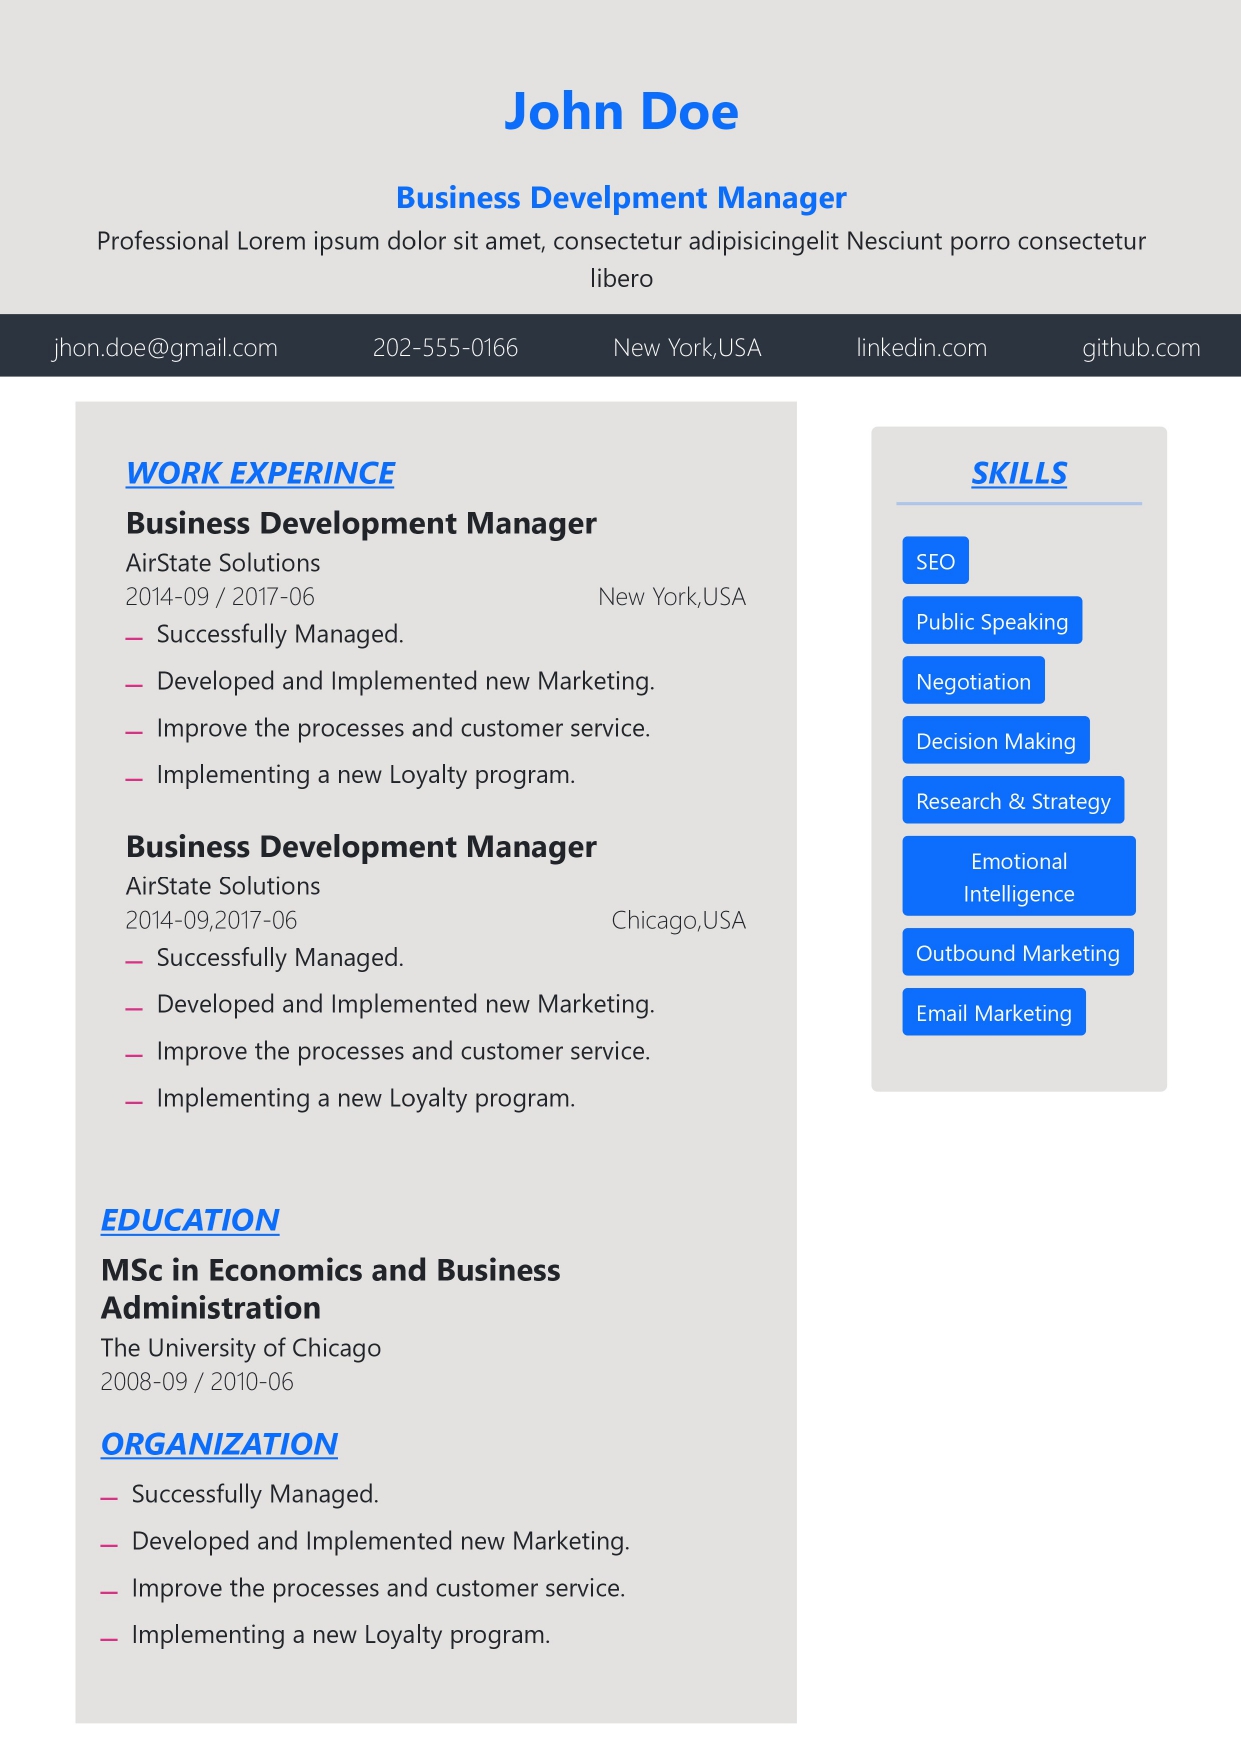 John Doe
Business Develpment Manager
Professional Lorem ipsum dolor sit amet, consectetur adipisicingelit Nesciunt porro consectetur
libero
jhon.doe@gmail.com 202-555-0166 New York,USA linkedin.com github.com
WORK EXPERINCE
Business Development Manager
AirState Solutions
2014-09 / 2017-06 New York,USA
Successfully Managed.
Developed and Implemented new Marketing.
Improve the processes and customer service.
Implementing a new Loyalty program.
Business Development Manager
AirState Solutions
2014-09,2017-06 Chicago,USA
Successfully Managed.
Developed and Implemented new Marketing.
Improve the processes and customer service.
Implementing a new Loyalty program.
EDUCATION
MSc in Economics and Business
Administration
The University of Chicago
2008-09 / 2010-06
ORGANIZATION
Successfully Managed.
Developed and Implemented new Marketing.
Improve the processes and customer service.
Implementing a new Loyalty program.
SKILLS
SEO
Public Speaking
Negotiation
Decision Making
Research & Strategy
Emotional
Intelligence
Outbound Marketing
Email Marketing